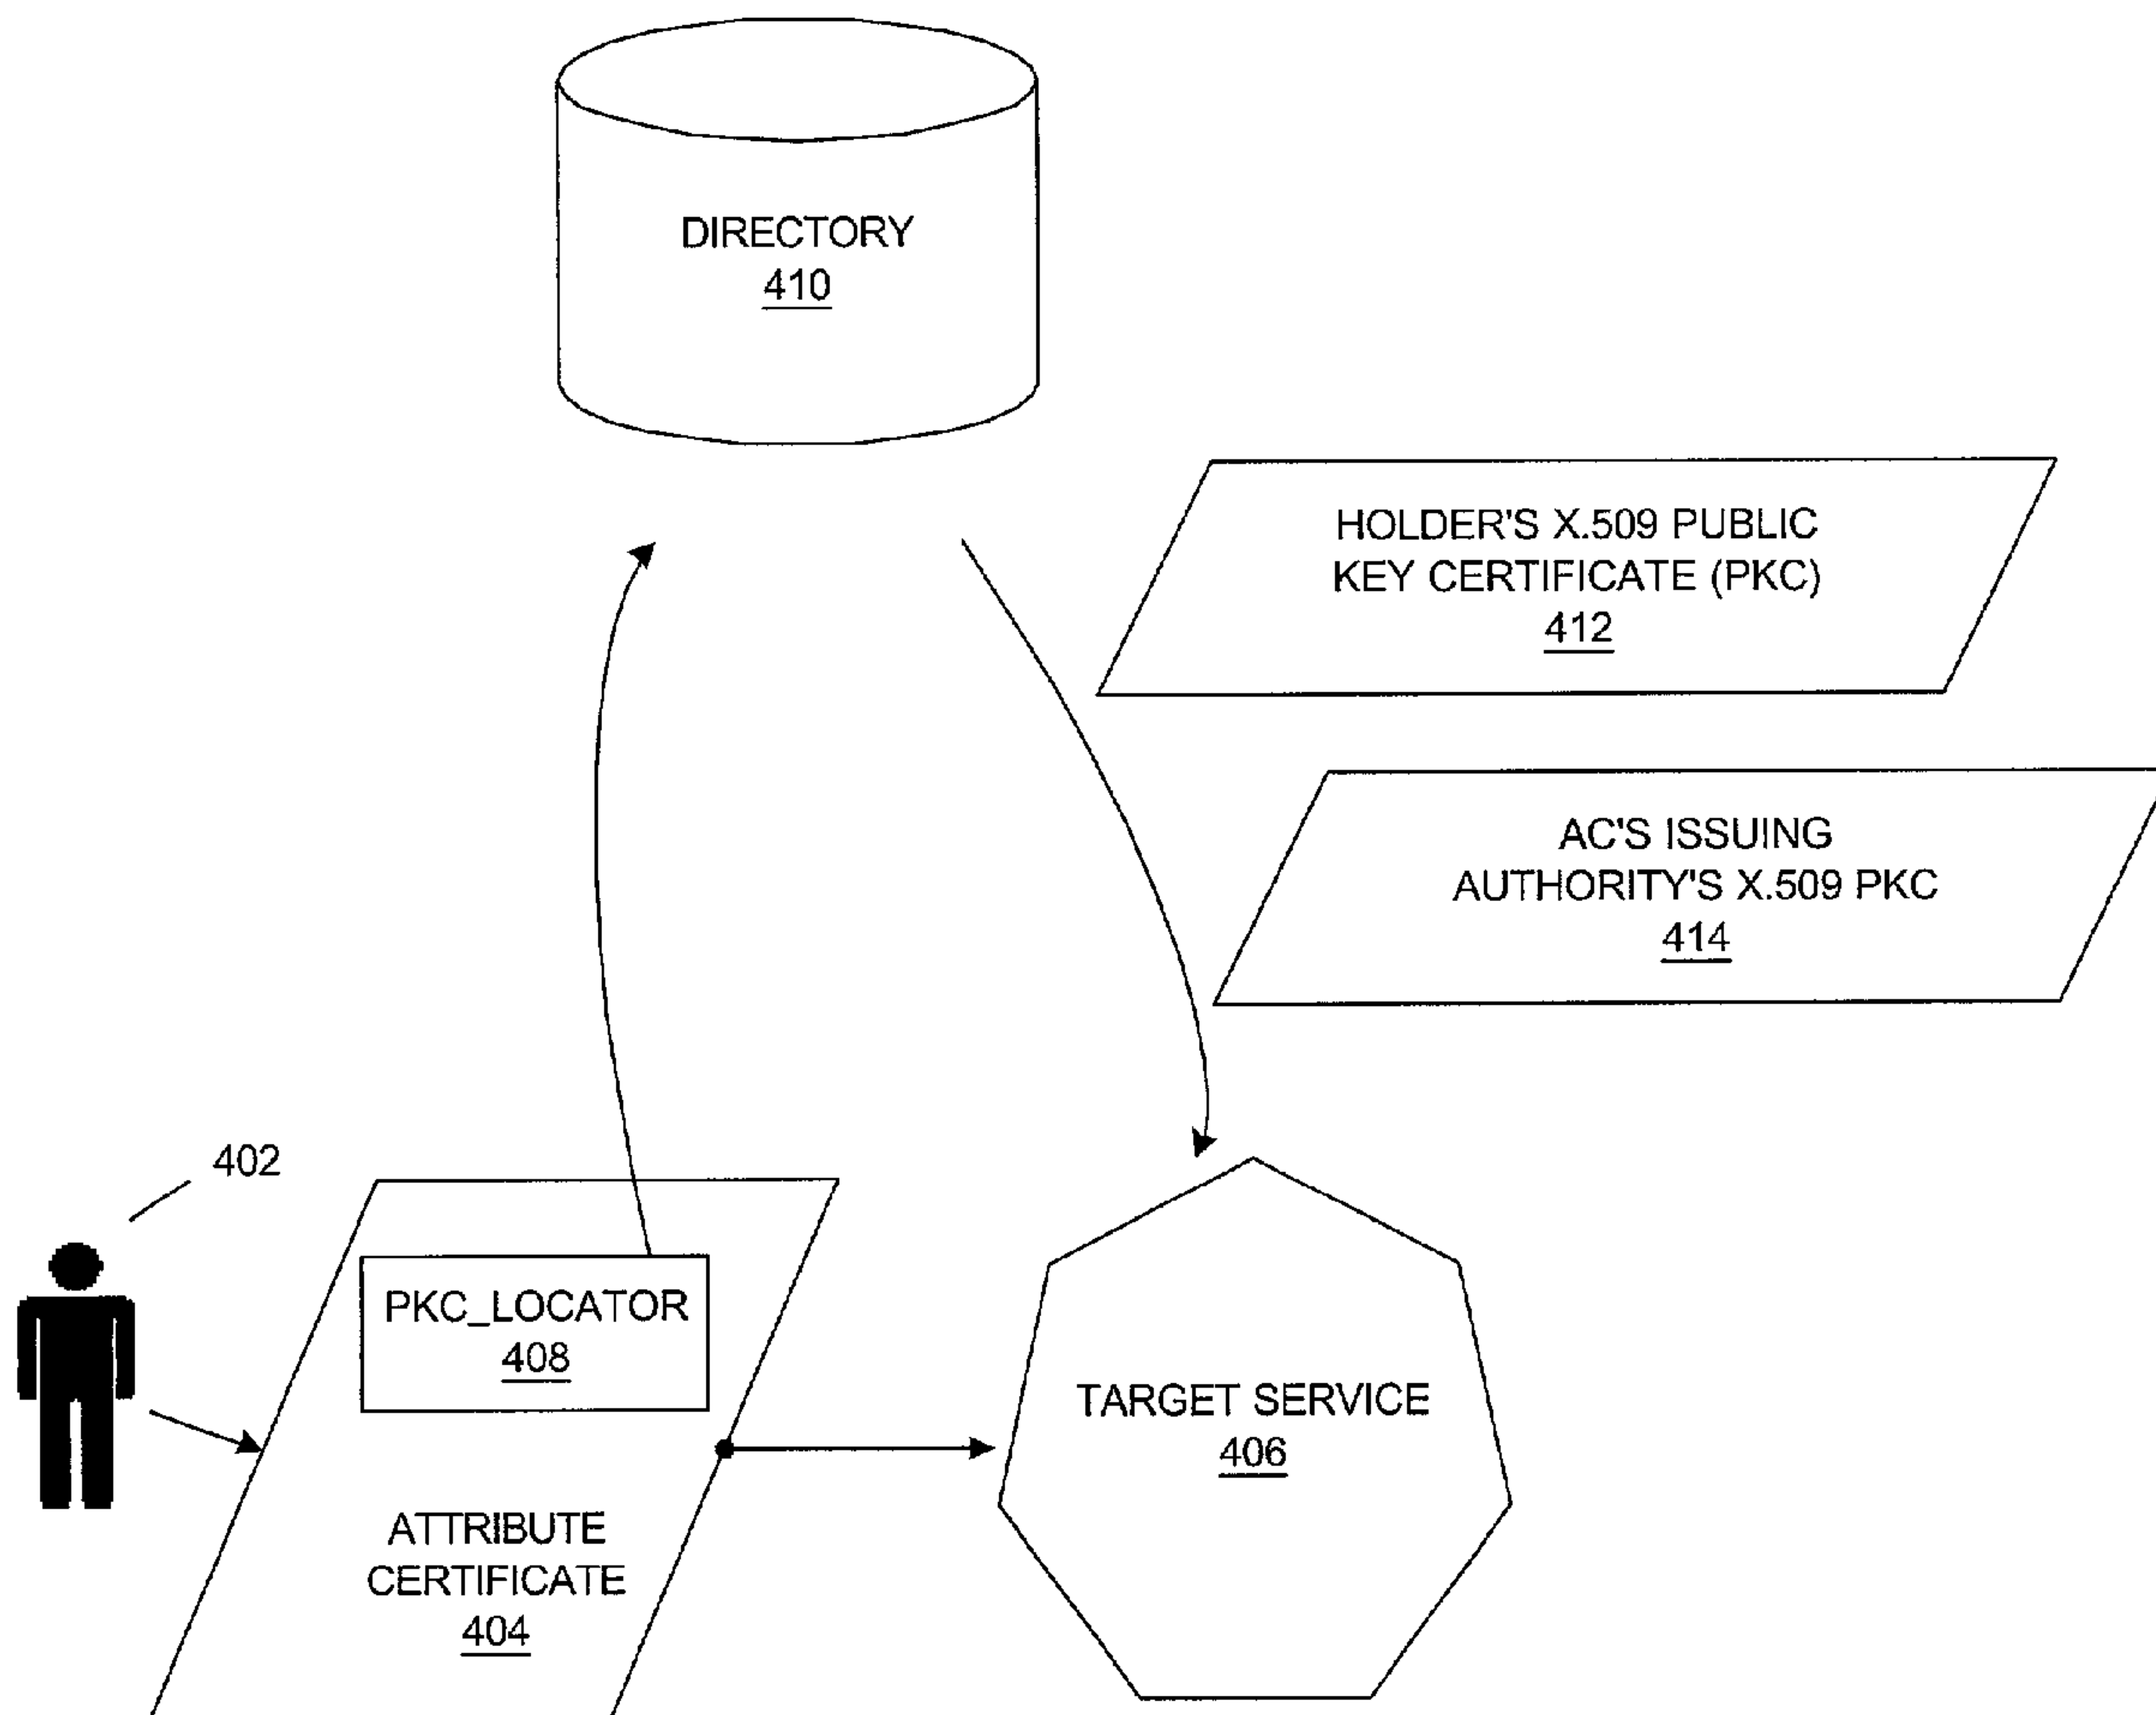 DIRECTORY
410
HOLDER'S X.509 PUBLIC
KEY CERTIFICATE (PKC)
412
AC'S ISSUING
AUTHORITY'S X.509 PKC
414
402
PKC_LOCATOR
408
TARGET SERVICE
406
ATTRIBUTE
CERTIFICATE
404